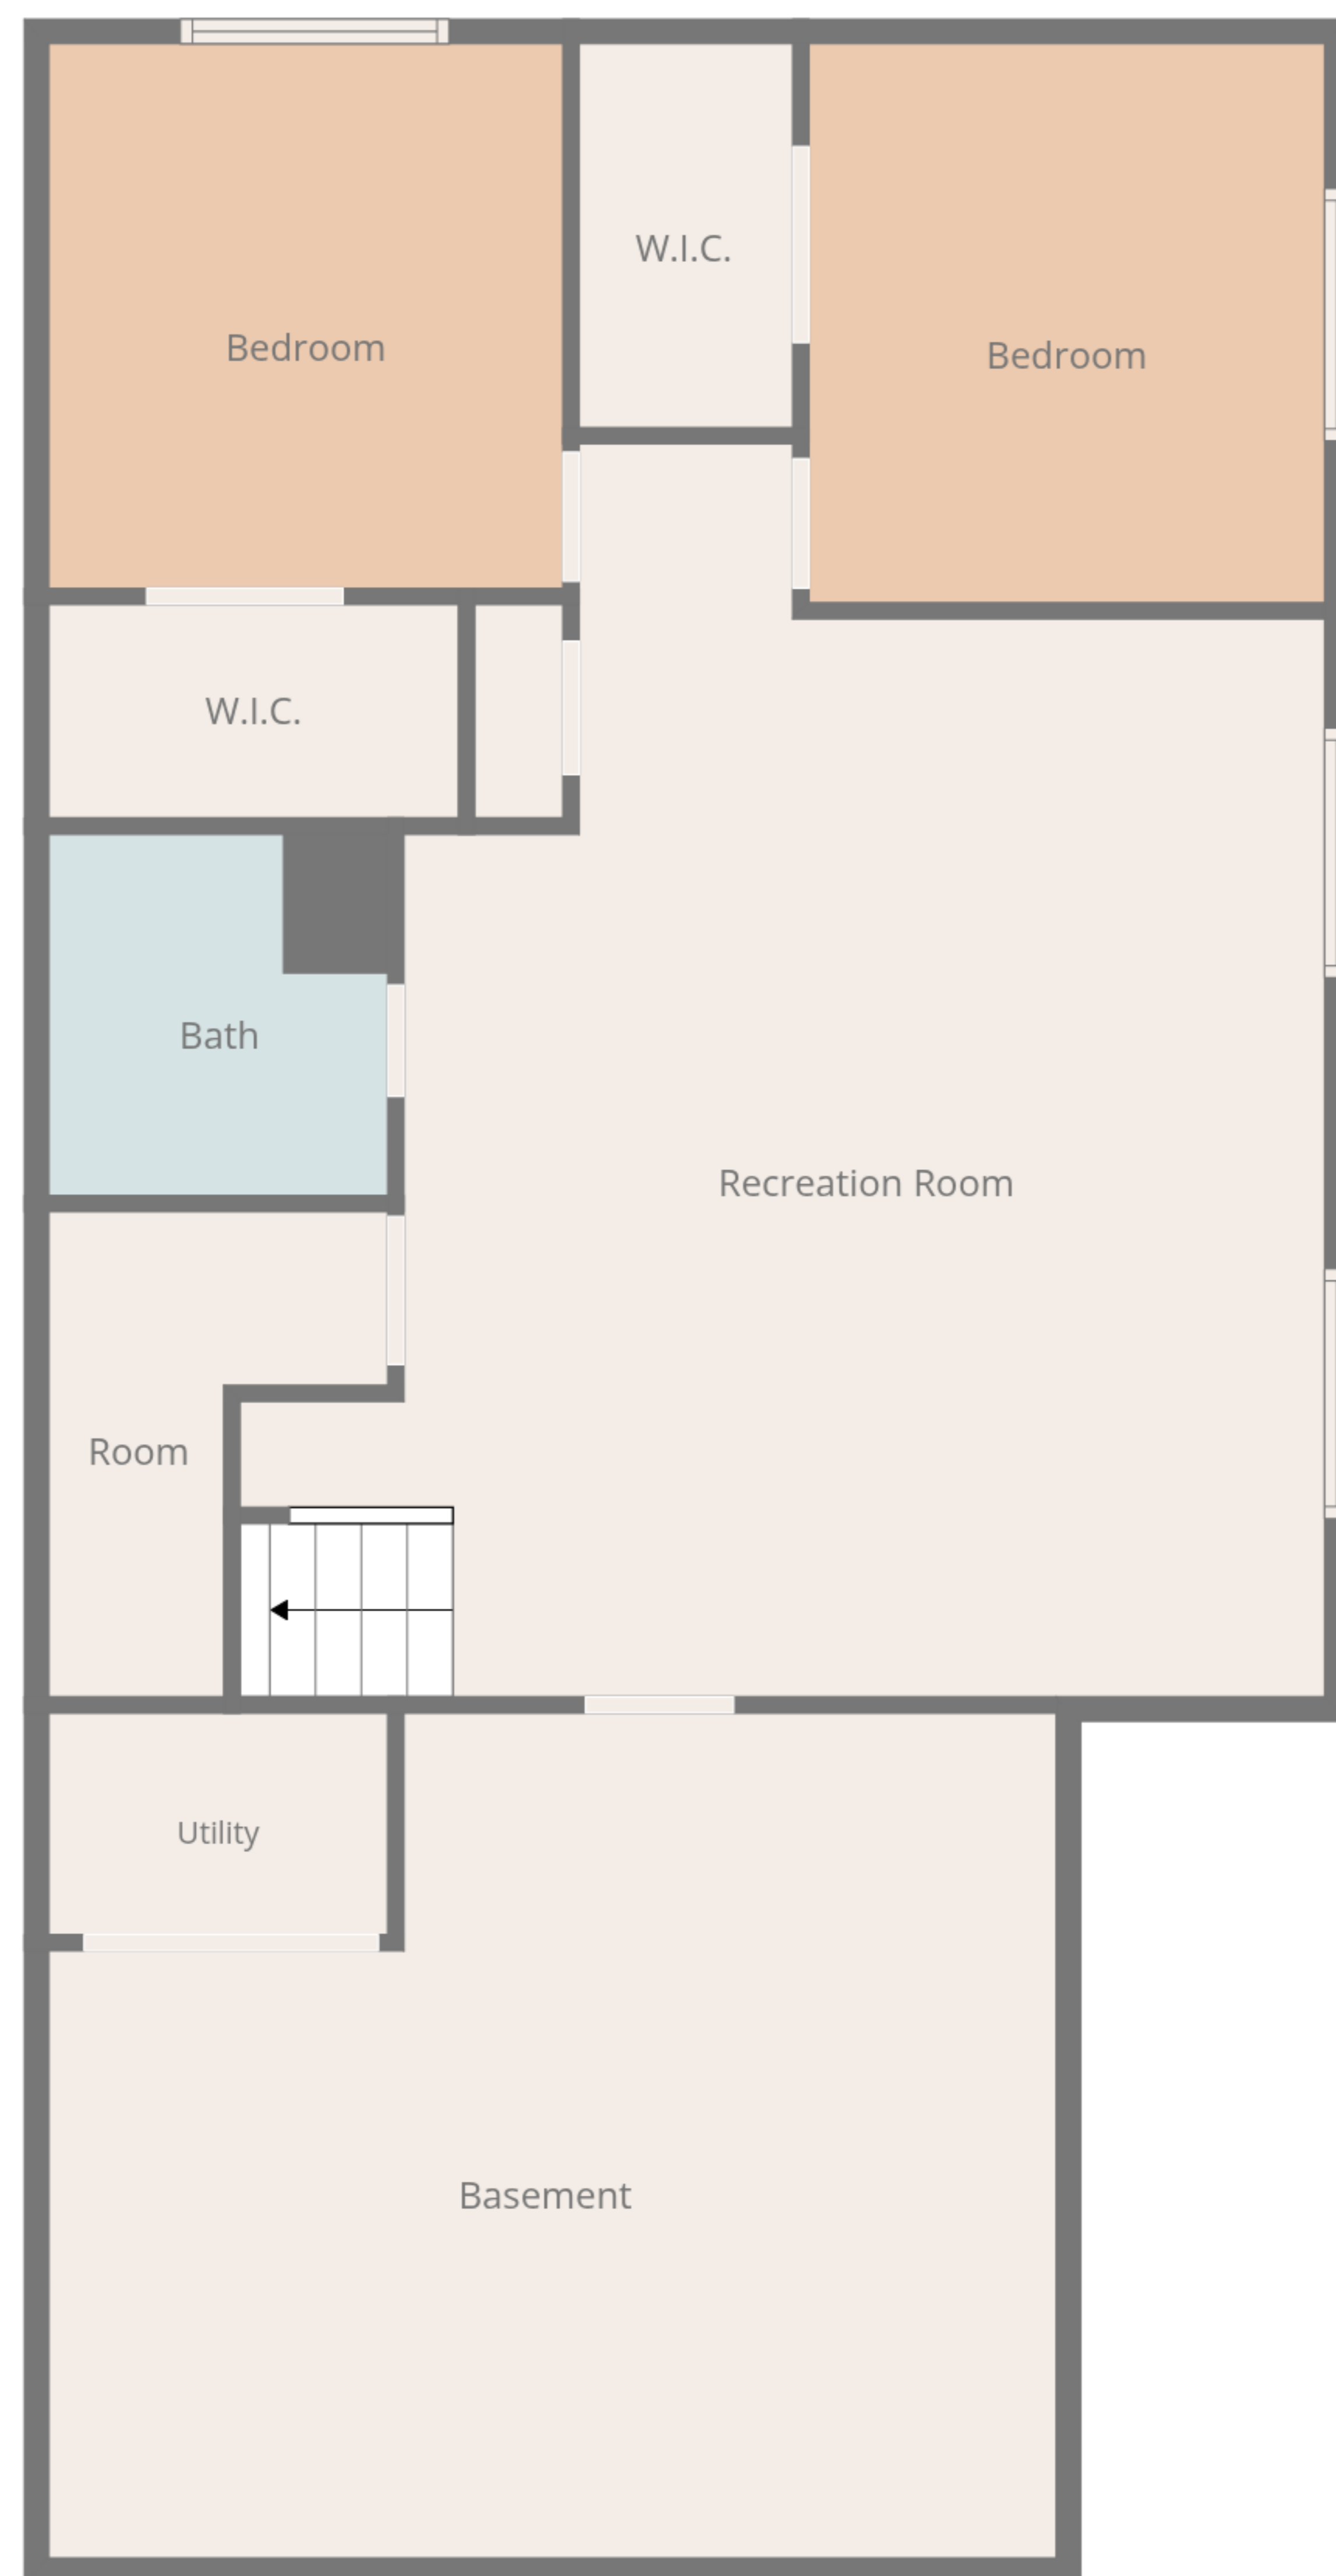 W.I.C.
Bedroom
Bedroom
W.I.C.
Bath
Recreation Room
Room
Utility
Basement